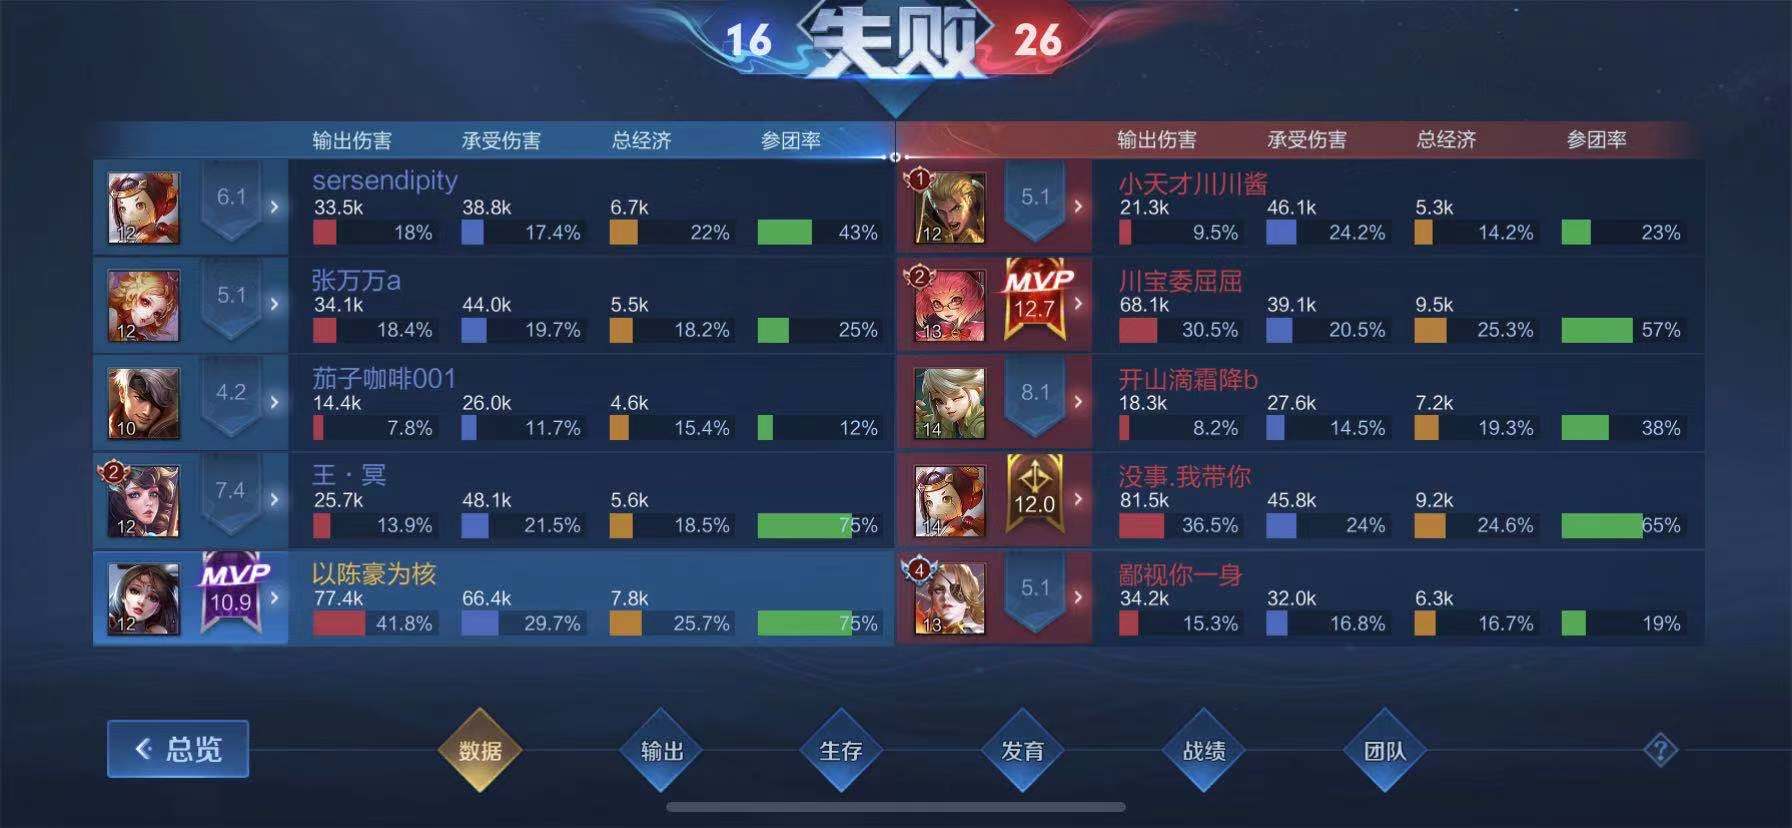 16 失败 26
输出伤害 承受伤害 总经济 参团率
输出伤害 承受伤害 总经济 参团率
12 6.1 sersendipity
33.5k 38.8k 6.7k
18% 17.4% 22% 43%
12 5.1 张万万a
34.1k 44.0k 5.5k
18.4% 19.7% 18.2% 25%
10 4.2 茄子咖啡001
14.4k 26.0k 4.6k
7.8% 11.7% 15.4% 12%
2 12 7.4 王·冥
25.7k 48.1k 5.6k
13.9% 21.5% 18.5% 75%
12 MVP 10.9 以陈豪为核
77.4k 66.4k 7.8k
41.8% 29.7% 25.7% 75%
1 12 5.1 小天才川川酱
21.3k 46.1k 5.3k
9.5% 24.2% 14.2% 23%
2 13 MVP 12.7 川宝委屈屈
68.1k 39.1k 9.5k
30.5% 20.5% 25.3% 57%
14 8.1 开山滴霜降b
18.3k 27.6k 7.2k
8.2% 14.5% 19.3% 38%
14 12.0 没事.我带你
81.5k 45.8k 9.2k
36.5% 24% 24.6% 65%
4 13 5.1 鄙视你一身
34.2k 32.0k 6.3k
15.3% 16.8% 16.7% 19%
总览 数据 输出 生存 发育 战绩 团队 ?